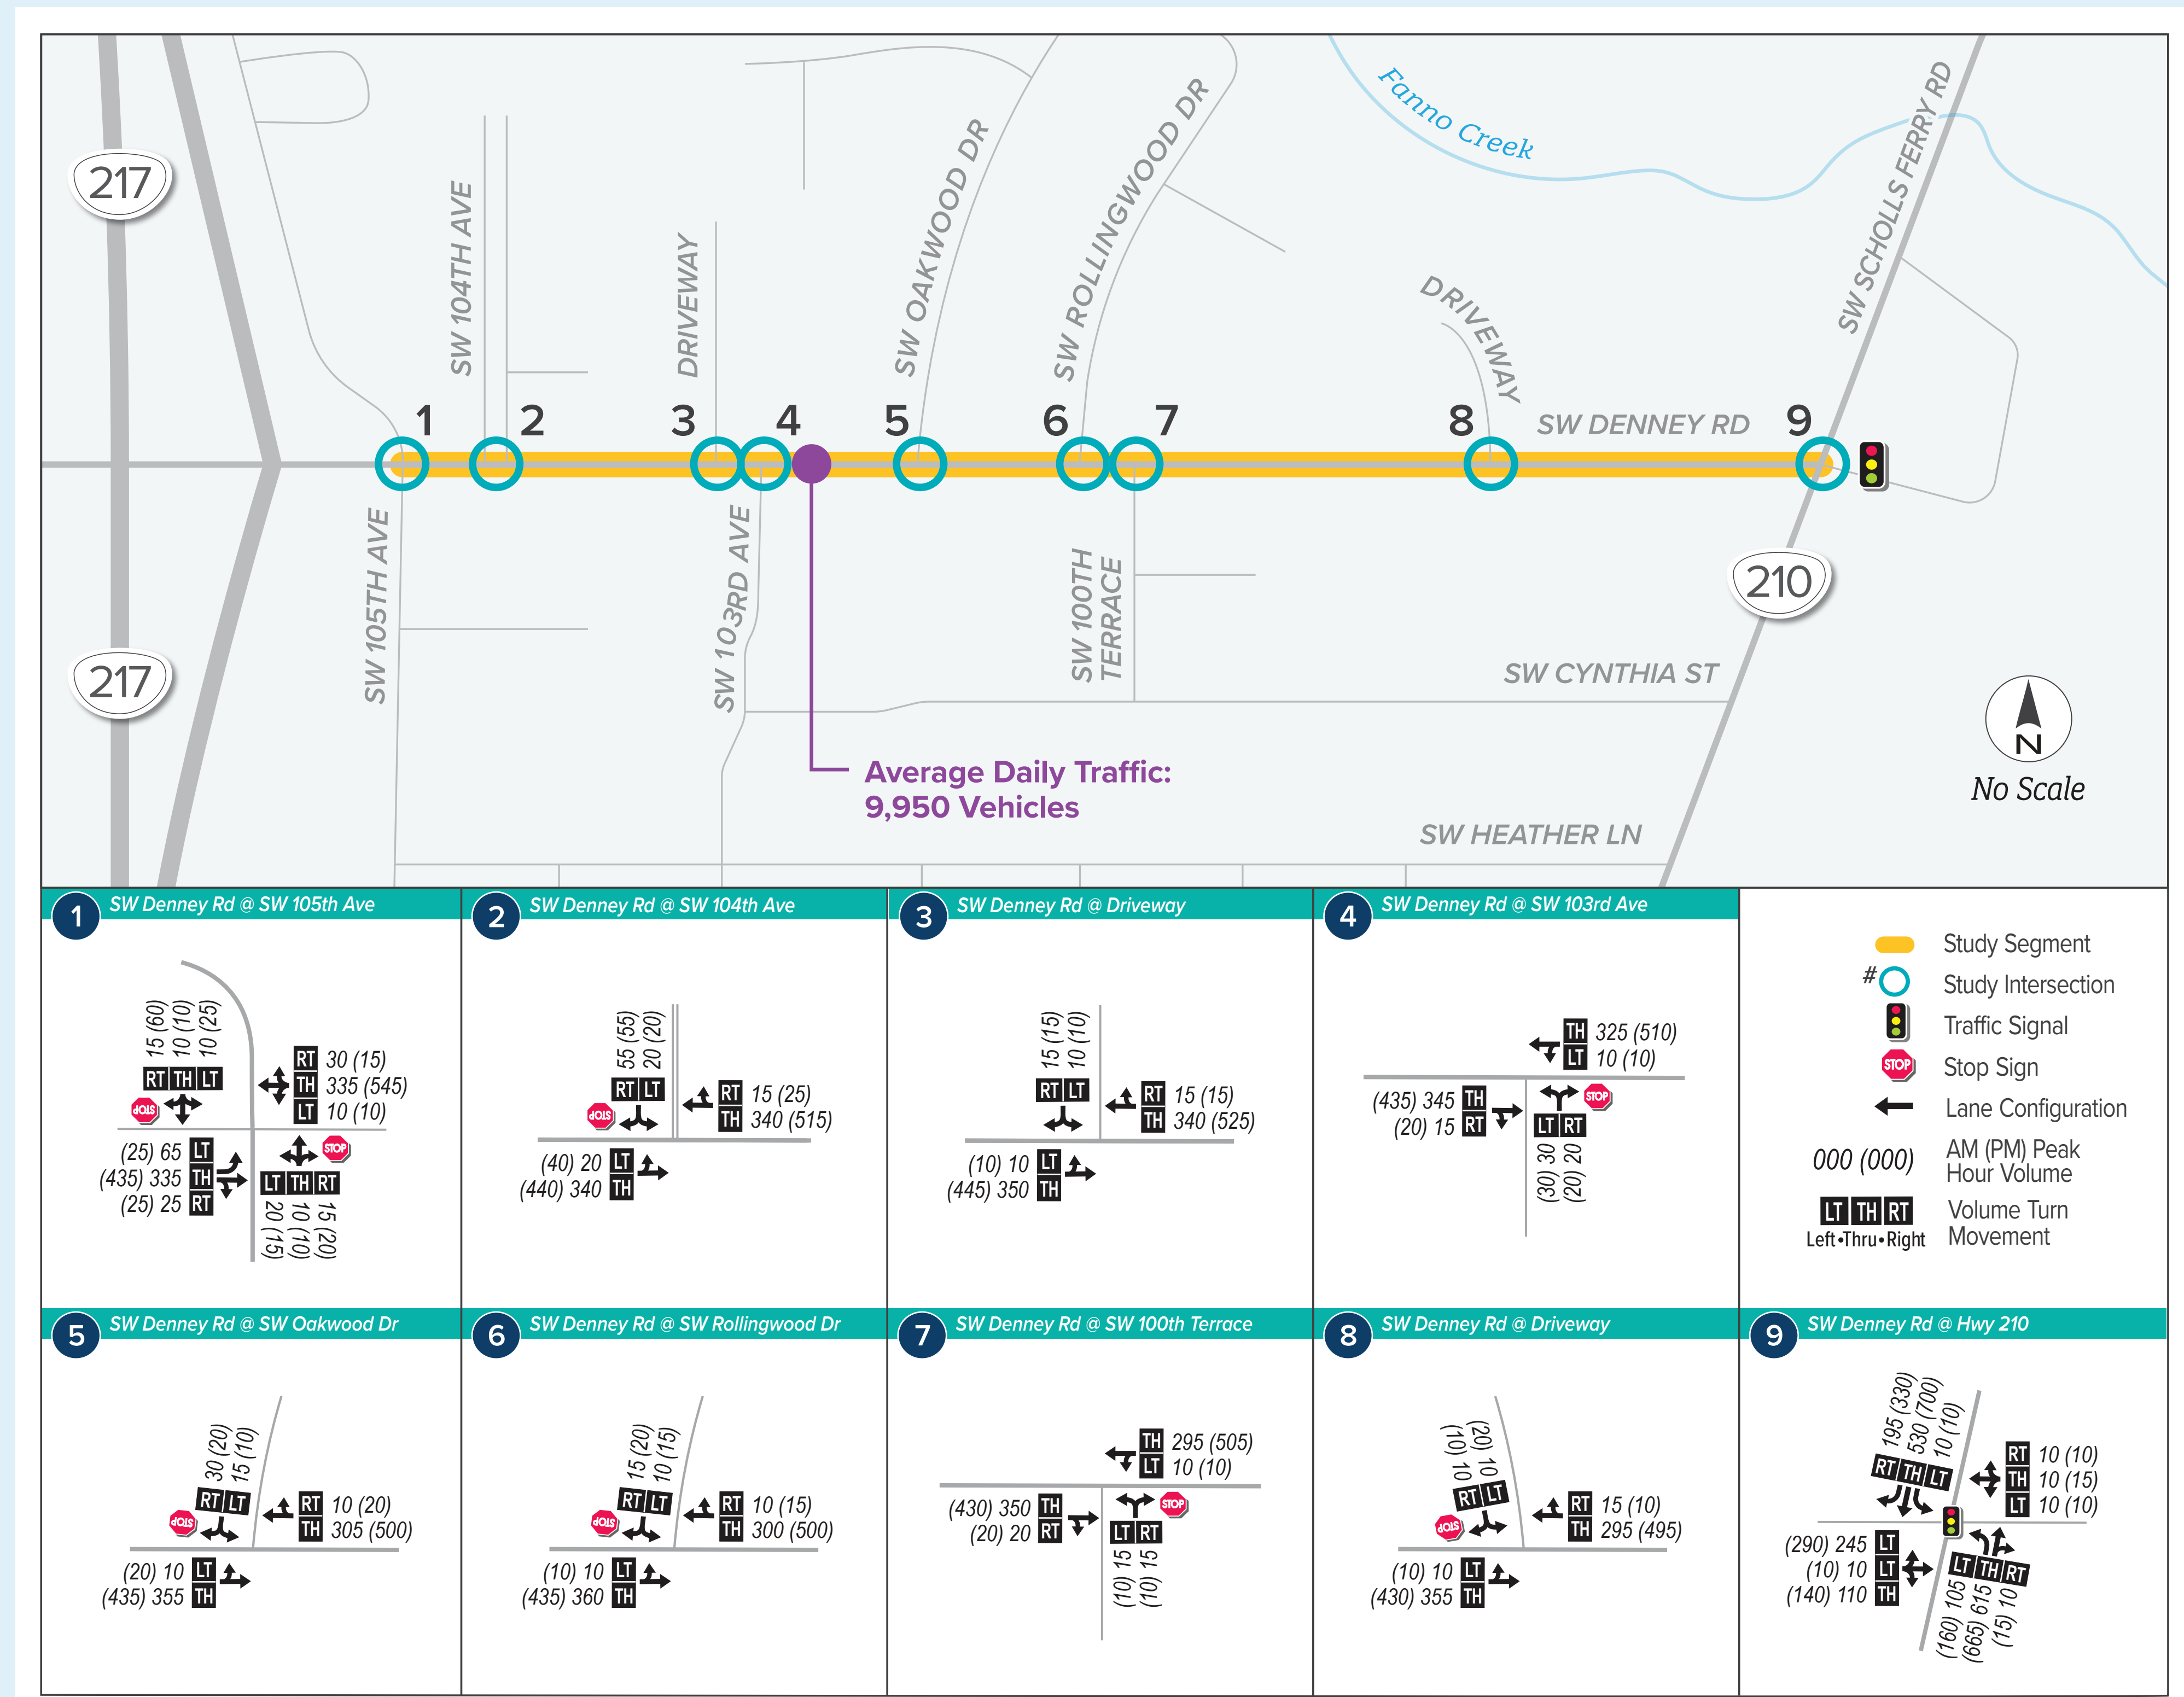 217
217
210
Fanno Creek
SW SCHOLLS FERRY RD
SW 104TH AVE
DRIVEWAY
SW OAKWOOD DR
SW ROLLINGWOOD DR
DRIVEWAY
1
2
3
4
5
6
7
8
SW DENNEY RD
9
SW 105TH AVE
SW 103RD AVE
SW 100TH
TERRACE
SW CYNTHIA ST
Average Daily Traffic:
9,950 Vehicles
SW HEATHER LN
N
No Scale
1 SW Denney Rd @ SW 105th Ave
15 (60)
10 (10)
10 (25)
RT TH LT
STOP
RT 30 (15)
TH 335 (545)
LT 10 (10)
(25) 65 LT
(435) 335 TH
(25) 25 RT
STOP
LT TH RT
20 (15)
10 (10)
15 (20)
2 SW Denney Rd @ SW 104th Ave
55 (55)
20 (20)
RT LT
STOP
RT 15 (25)
TH 340 (515)
(40) 20 LT
(440) 340 TH
3 SW Denney Rd @ Driveway
15 (15)
10 (10)
RT LT
RT 15 (15)
TH 340 (525)
(10) 10 LT
(445) 350 TH
4 SW Denney Rd @ SW 103rd Ave
TH 325 (510)
LT 10 (10)
(435) 345 TH
(20) 15 RT
STOP
LT RT
(30) 30
(20) 20
Study Segment
# Study Intersection
Traffic Signal
STOP Stop Sign
Lane Configuration
000 (000) AM (PM) Peak
Hour Volume
LT TH RT Volume Turn
Left•Thru•Right Movement
5 SW Denney Rd @ SW Oakwood Dr
30 (20)
15 (10)
RT LT
STOP
RT 10 (20)
TH 305 (500)
(20) 10 LT
(435) 355 TH
6 SW Denney Rd @ SW Rollingwood Dr
15 (20)
10 (15)
RT LT
STOP
RT 10 (15)
TH 300 (500)
(10) 10 LT
(435) 360 TH
7 SW Denney Rd @ SW 100th Terrace
TH 295 (505)
LT 10 (10)
(430) 350 TH
(20) 20 RT
STOP
LT RT
(10) 15
(10) 15
8 SW Denney Rd @ Driveway
(10) 10
(20) 10
RT LT
STOP
RT 15 (10)
TH 295 (495)
(10) 10 LT
(430) 355 TH
9 SW Denney Rd @ Hwy 210
195 (330)
530 (700)
10 (10)
RT TH LT
RT 10 (10)
TH 10 (15)
LT 10 (10)
(290) 245 LT
(10) 10 LT
(140) 110 TH
LT TH RT
(160) 105
(665) 615
(15) 10